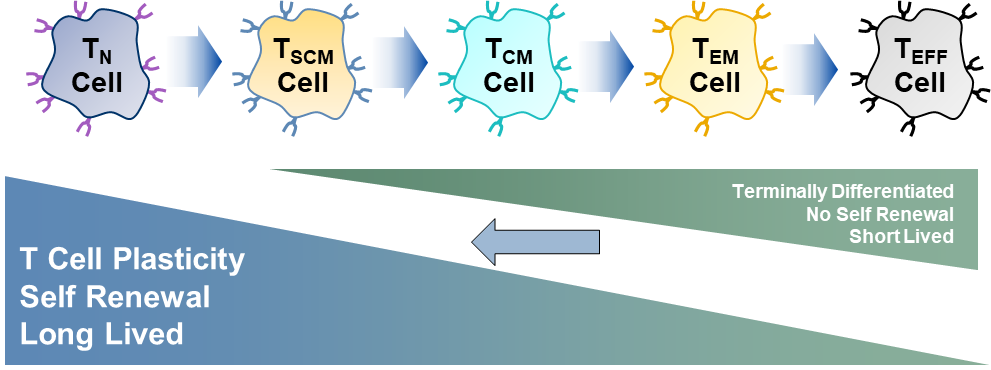 TN
Cell
TSCM
Cell
TCM
Cell
TEM
Cell
TEFF
Cell
Terminally Differentiated
No Self Renewal
Short Lived
T Cell Plasticity
Self Renewal
Long Lived